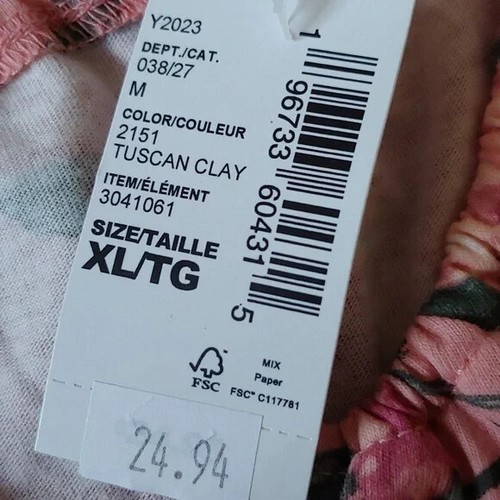 Y2023
DEPT./CAT.
038/27
M
COLOR/COULEUR
2151
TUSCAN CLAY
ITEM/ÉLÉMENT
3041061
SIZE/TAILLE
XL/TG
1 96733 60431 5
FSC
MIX
Paper
FSC® C117781
24.94